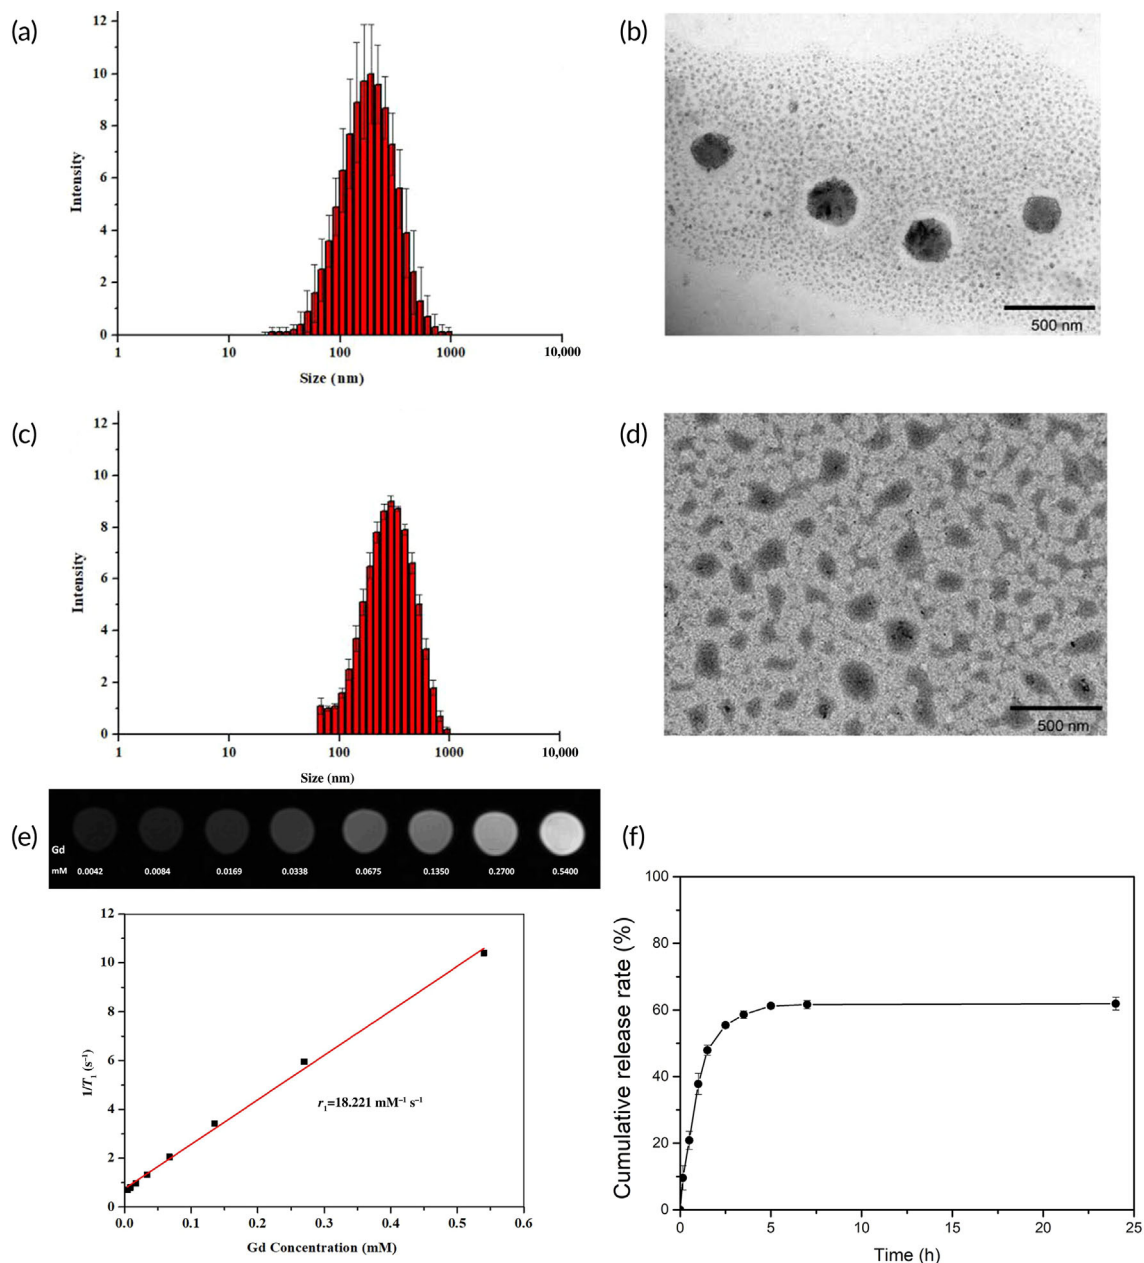 (a)
12
10
8
6
4
2
0
Intensity
1
10
100
1000
10,000
Size (nm)
(b)
500 nm
(c)
12
10
8
6
4
2
0
Intensity
1
10
100
1000
10,000
Size (nm)
(d)
500 nm
(e)
Gd
mM 0.0042 0.0084 0.0169 0.0338 0.0675 0.1350 0.2700 0.5400
12
10
8
6
4
2
0
1/T₁ (s⁻¹)
r₁=18.221 mM⁻¹ s⁻¹
0.0 0.1 0.2 0.3 0.4 0.5 0.6
Gd Concentration (mM)
(f)
100
80
60
40
20
0
Cumulative release rate (%)
0 5 10 15 20 25
Time (h)